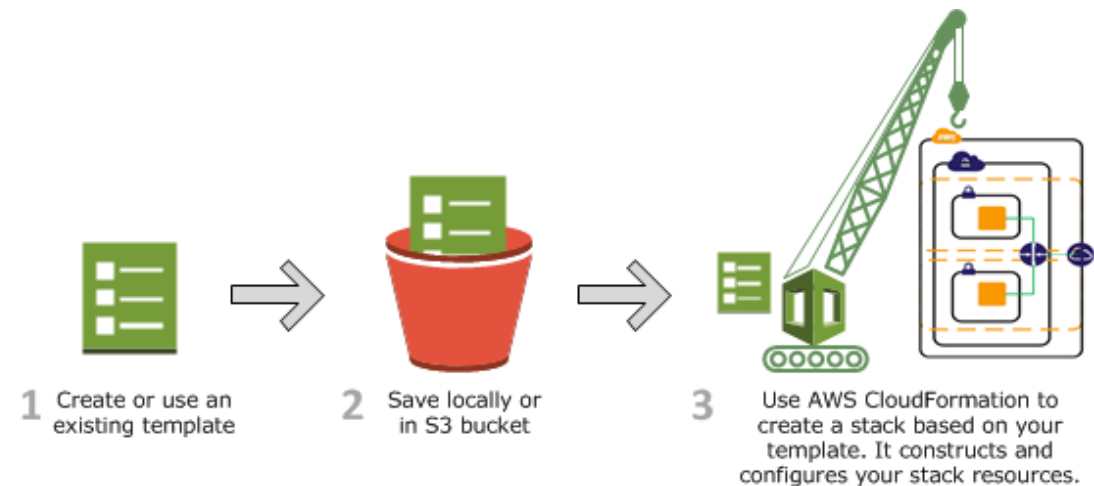 1 Create or use an
existing template
2 Save locally or
in S3 bucket
3 Use AWS CloudFormation to
create a stack based on your
template. It constructs and
configures your stack resources.